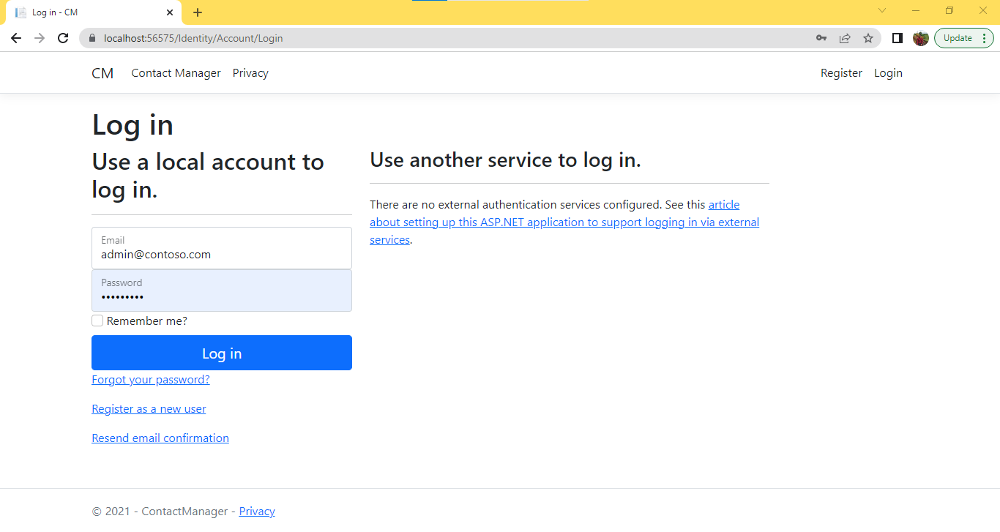 Log in - CM
localhost:56575/Identity/Account/Login
Update
CM Contact Manager Privacy
Register Login
Log in
Use a local account to
log in.
Email
admin@contoso.com
Password
•••••••••
Remember me?
Log in
Forgot your password?
Register as a new user
Resend email confirmation
Use another service to log in.
There are no external authentication services configured. See this article
about setting up this ASP.NET application to support logging in via external
services.
© 2021 - ContactManager - Privacy